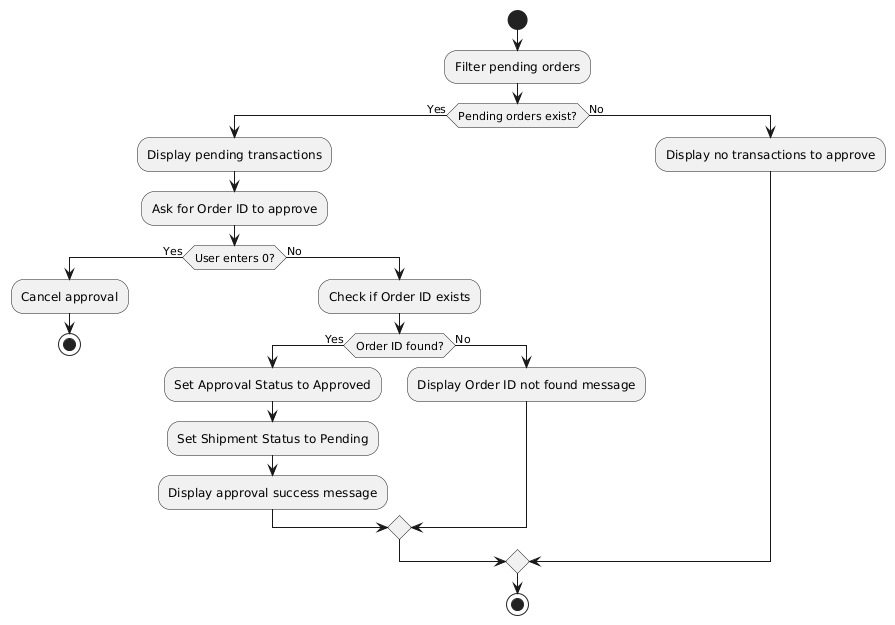 Filter pending orders
Yes
Pending orders exist?
No
Display pending transactions
Display no transactions to approve
Ask for Order ID to approve
Yes
User enters 0?
No
Cancel approval
Check if Order ID exists
Yes
Order ID found?
No
Set Approval Status to Approved
Display Order ID not found message
Set Shipment Status to Pending
Display approval success message